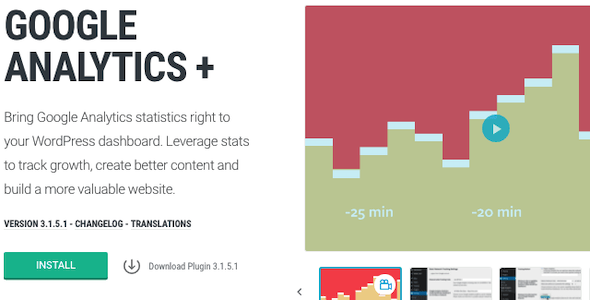 GOOGLE
ANALYTICS +
Bring Google Analytics statistics right to
your WordPress dashboard. Leverage stats
to track growth, create better content and
build a more valuable website.
VERSION 3.1.5.1 - CHANGELOG - TRANSLATIONS
INSTALL
Download Plugin 3.1.5.1
-25 min
-20 min